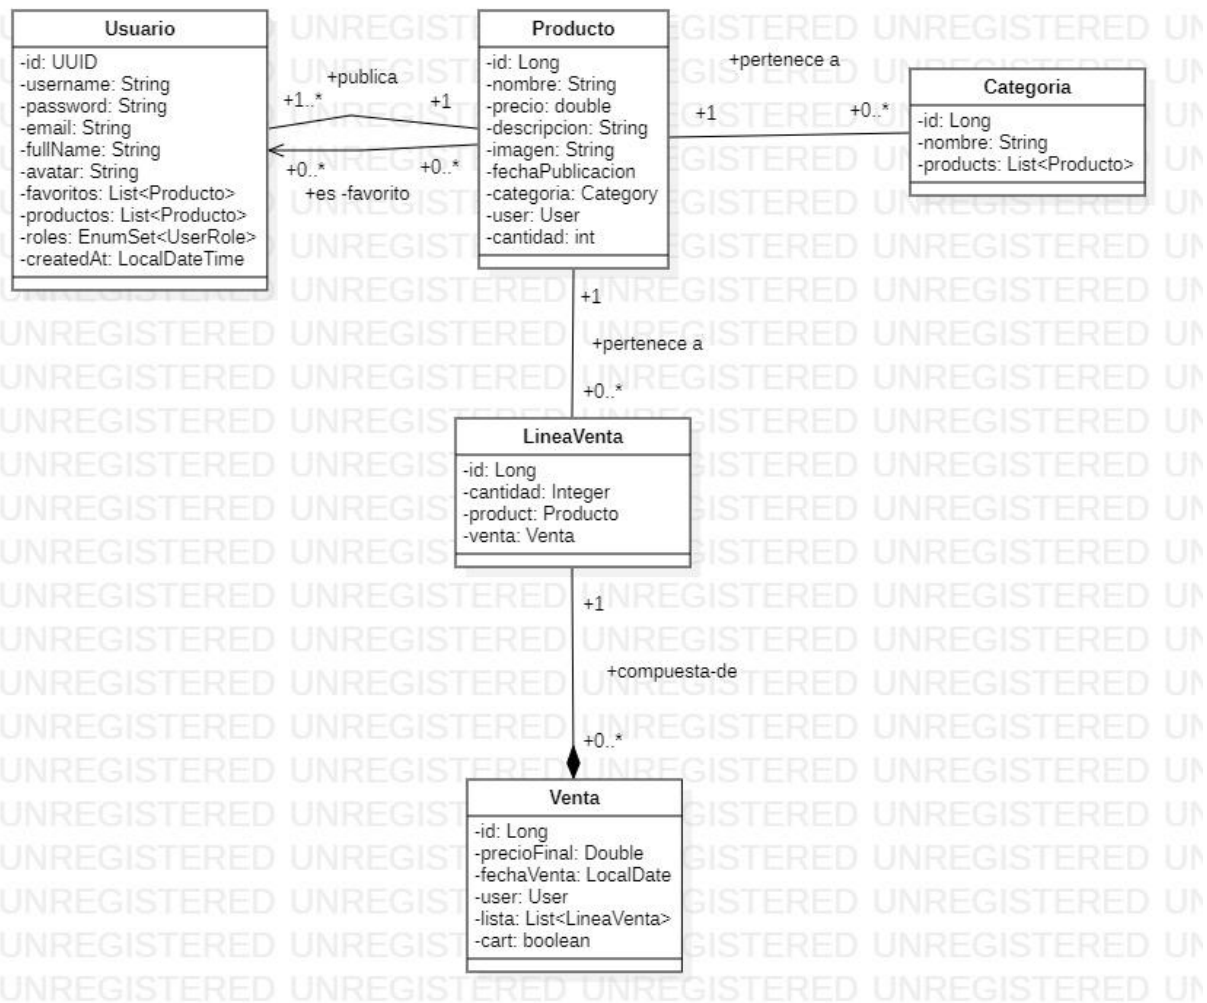 Usuario
-id: UUID
-username: String
-password: String
-email: String
-fullName: String
-avatar: String
-favoritos: List<Producto>
-productos: List<Producto>
-roles: EnumSet<UserRole>
-createdAt: LocalDateTime
+publica
+1..*
+1
+0..*
+0..*
+es -favorito
Producto
-id: Long
-nombre: String
-precio: double
-descripcion: String
-imagen: String
-fechaPublicacion
-categoria: Category
-user: User
-cantidad: int
+pertenece a
+1
+0..*
Categoria
-id: Long
-nombre: String
-products: List<Producto>
+1
+pertenece a
+0..*
LineaVenta
-id: Long
-cantidad: Integer
-product: Producto
-venta: Venta
+1
+compuesta-de
+0..*
Venta
-id: Long
-precioFinal: Double
-fechaVenta: LocalDate
-user: User
-lista: List<LineaVenta>
-cart: boolean
UNREGISTERED